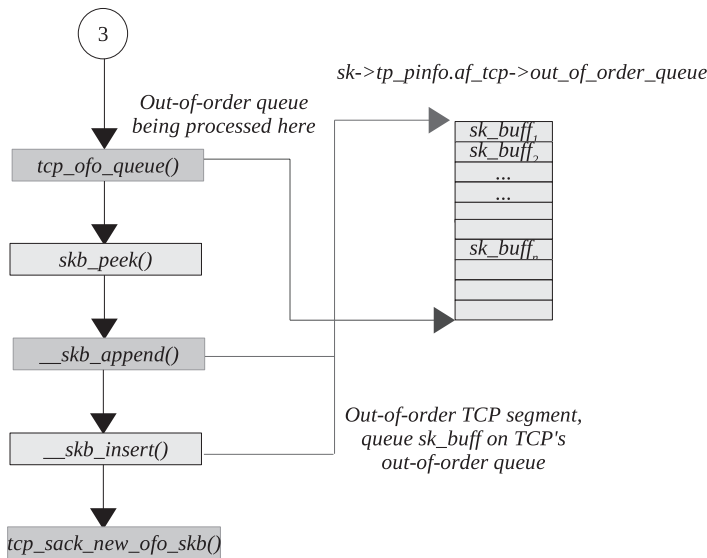 3
sk->tp_pinfo.af_tcp->out_of_order_queue
Out-of-order queue
being processed here
tcp_ofo_queue()
sk_buff1
sk_buff2
...
...
sk_buffn
skb_peek()
__skb_append()
Out-of-order TCP segment,
queue sk_buff on TCP's
out-of-order queue
__skb_insert()
tcp_sack_new_ofo_skb()